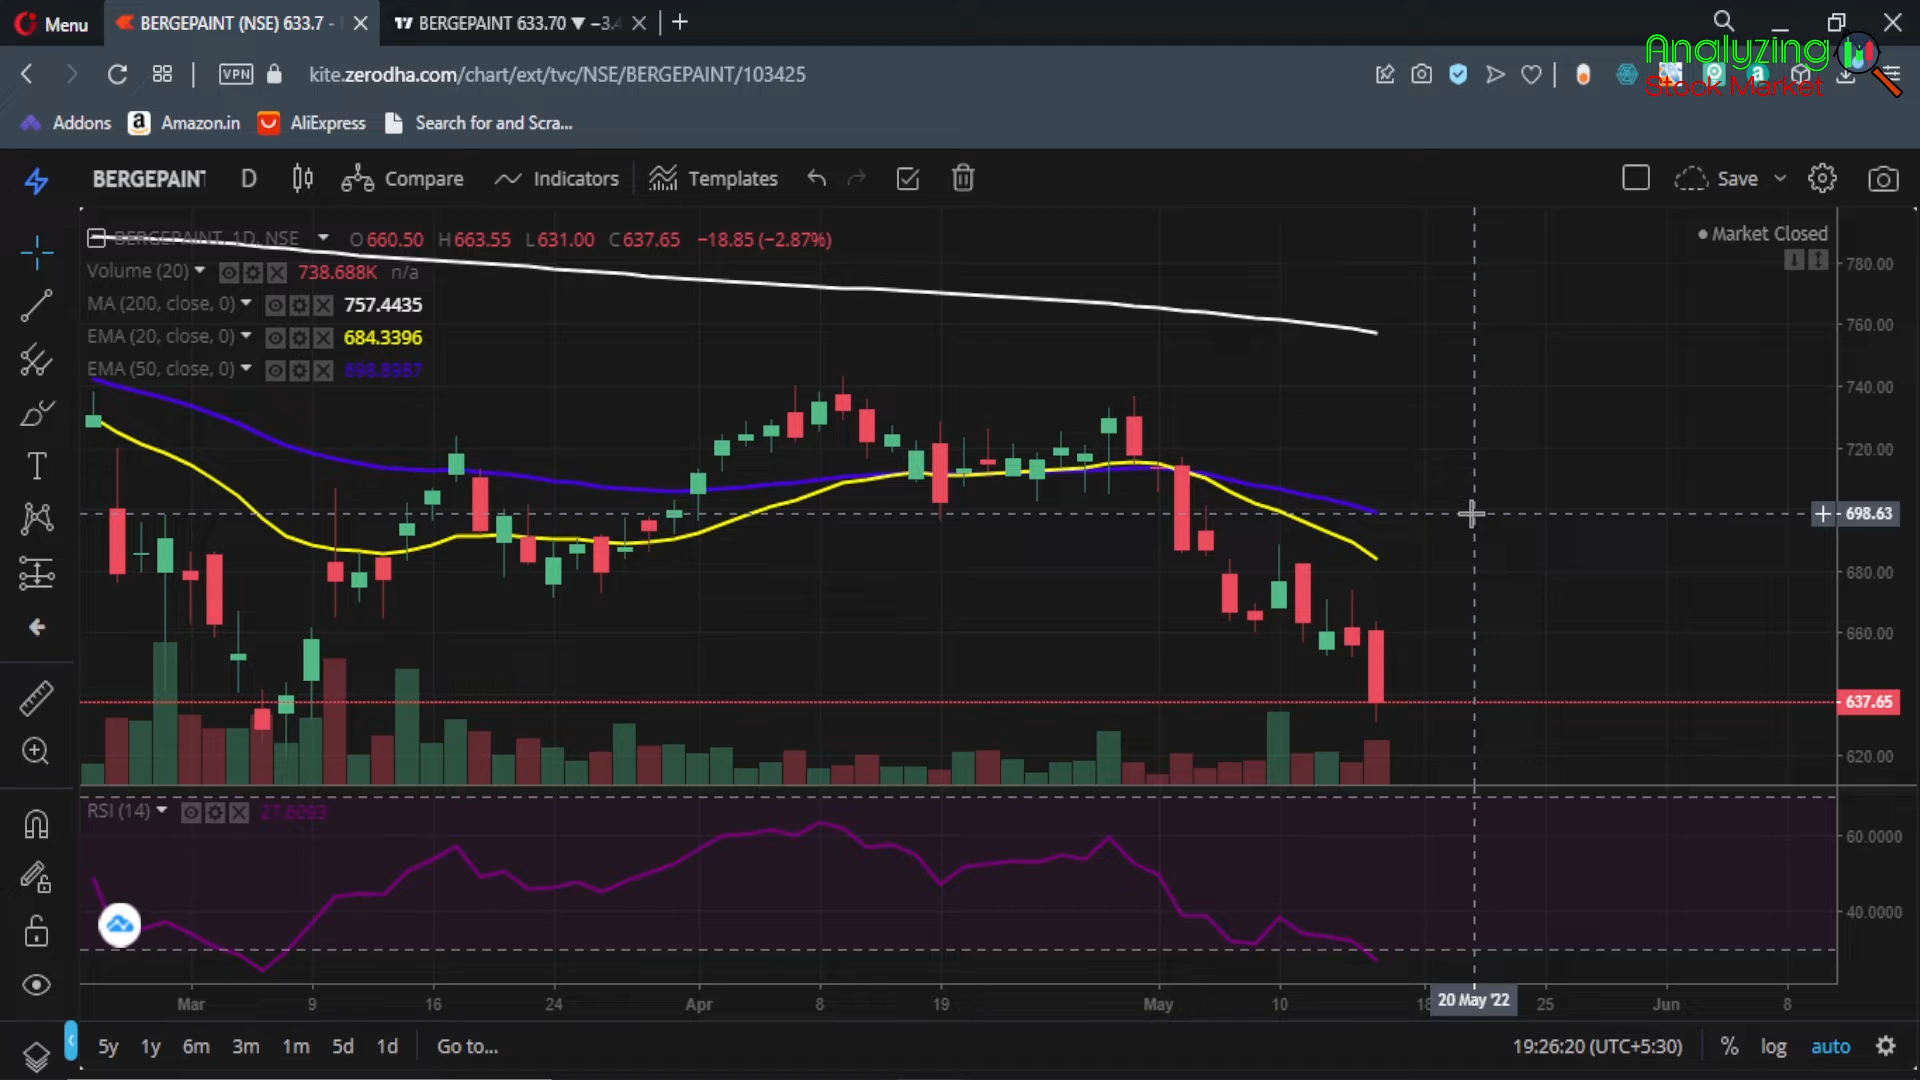 Menu
BERGEPAINT (NSE) 633.7 -
BERGEPAINT 633.70 ▼ −3.4
Analyzing
Stock Market
VPN
kite.zerodha.com/chart/ext/tvc/NSE/BERGEPAINT/103425
Addons
Amazon.in
AliExpress
Search for and Scra...
BERGEPAINT
D
Compare
Indicators
Templates
Save
BERGEPAINT, 1D, NSE O 660.50 H 663.55 L 631.00 C 637.65 −18.85 (−2.87%)
Market Closed
Volume (20) 738.688K n/a
MA (200, close, 0) 757.4435
EMA (20, close, 0) 684.3396
EMA (50, close, 0) 698.8987
780.00
760.00
740.00
720.00
698.63
680.00
660.00
637.65
620.00
RSI (14) 27.6093
60.0000
40.0000
Mar 9 16 24 Apr 8 19 May 10 18 20 May '22 25 Jun 8
5y 1y 6m 3m 1m 5d 1d Go to...
19:26:20 (UTC+5:30) % log auto